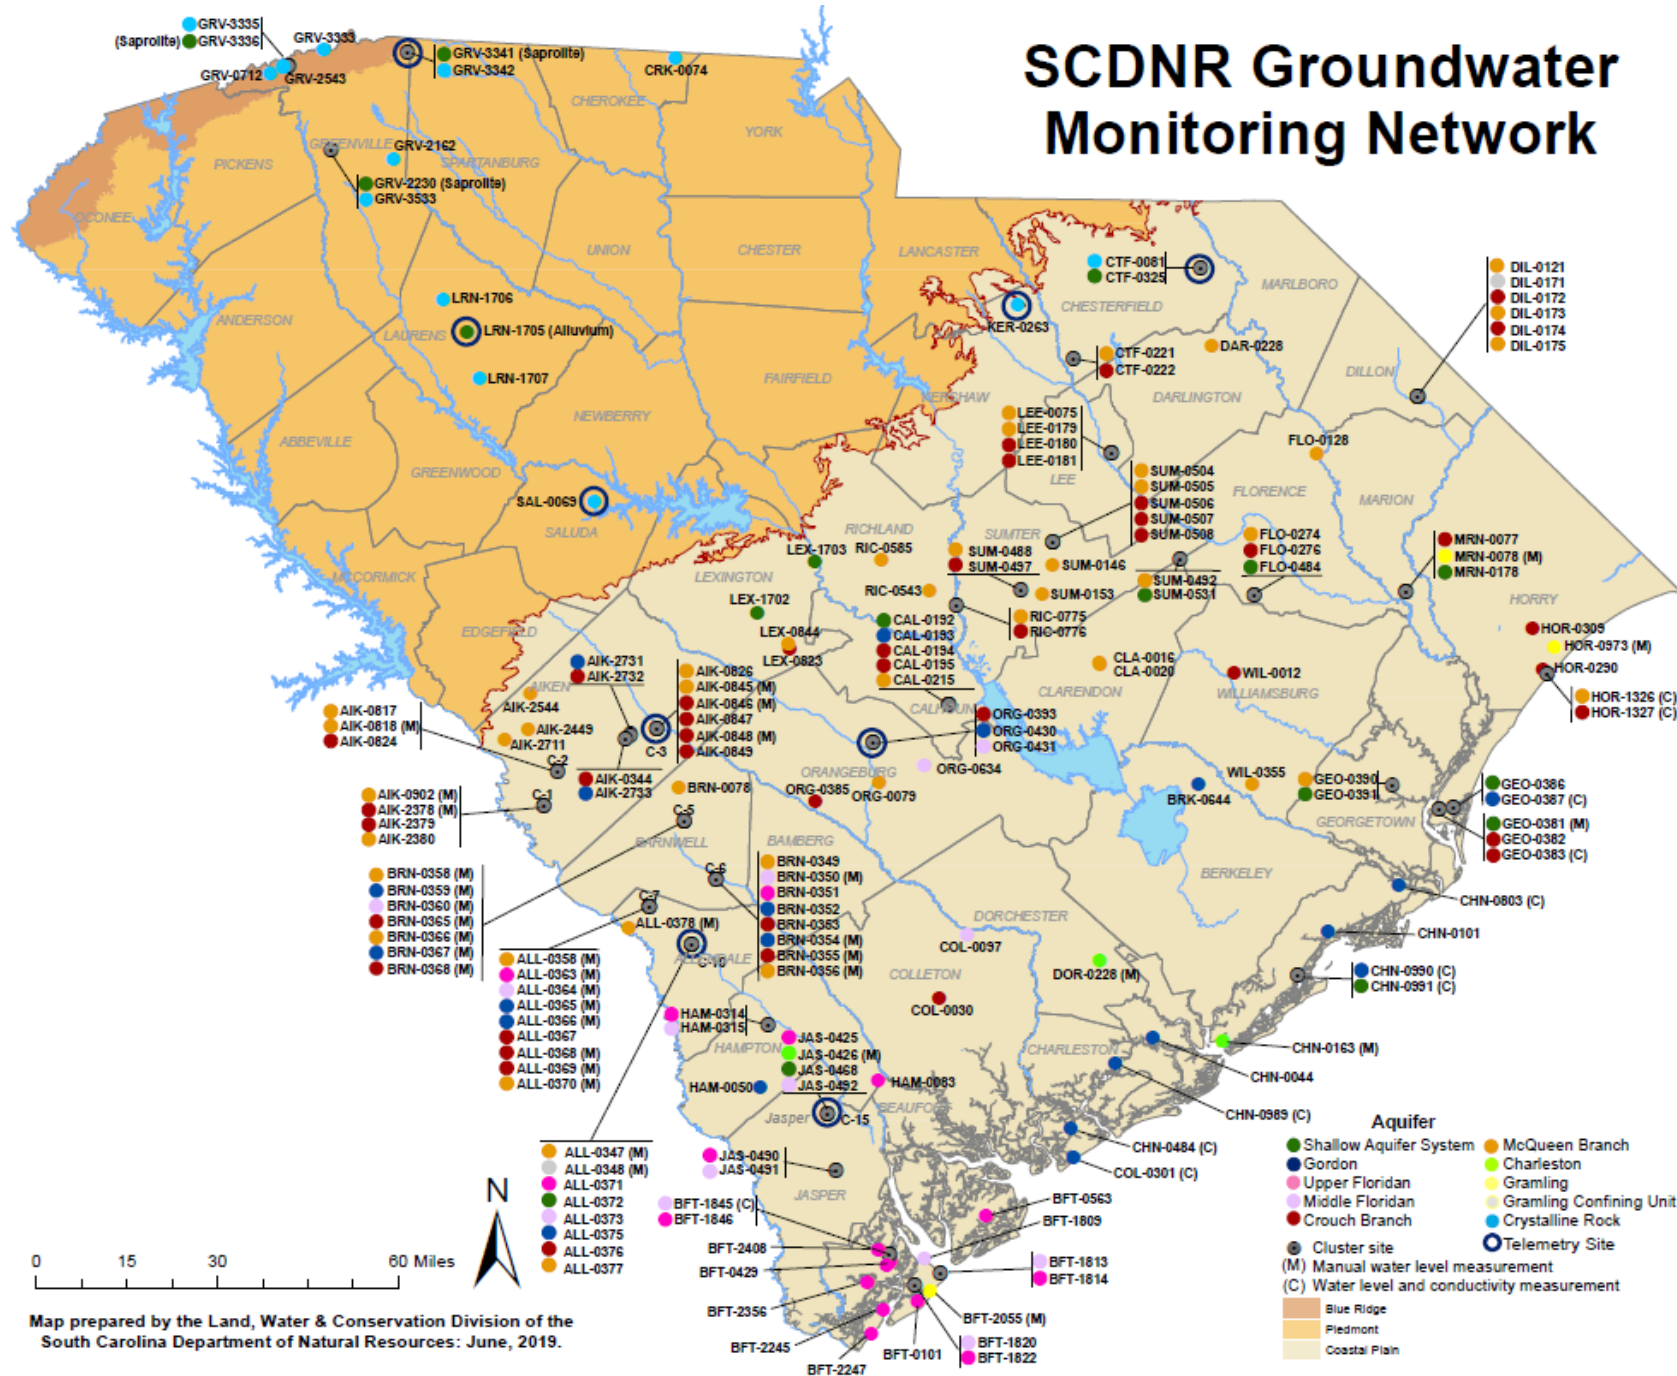 SCDNR Groundwater
Monitoring Network
GRV-3335
(Saprolite) GRV-3336
GRV-3333
GRV-0712
GRV-2543
GRV-3341 (Saprolite)
GRV-3342
CRK-0074
CHEROKEE
YORK
GREENVILLE
GRV-2162
SPARTANBURG
PICKENS
GRV-2230 (Saprolite)
GRV-3533
OCONEE
UNION
CHESTER
LANCASTER
CTF-0081
CTF-0325
MARLBORO
CHESTERFIELD
DIL-0121
DIL-0171
DIL-0172
DIL-0173
DIL-0174
DIL-0175
LRN-1706
ANDERSON
LAURENS
LRN-1705 (Alluvium)
KER-0263
DAR-0228
CTF-0221
CTF-0222
LRN-1707
FAIRFIELD
DILLON
KERSHAW
DARLINGTON
NEWBERRY
LEE-0075
LEE-0179
LEE-0180
LEE-0181
ABBEVILLE
FLO-0128
GREENWOOD
LEE
SUM-0504
SUM-0505
SUM-0506
SUM-0507
SUM-0508
FLORENCE
MARION
SAL-0069
SALUDA
RICHLAND
SUMTER
FLO-0274
FLO-0276
FLO-0484
MRN-0077
MRN-0078 (M)
MRN-0178
LEX-1703
RIC-0585
SUM-0488
SUM-0497
SUM-0146
MCCORMICK
LEXINGTON
RIC-0543
SUM-0153
SUM-0492
SUM-0531
HORRY
LEX-1702
RIC-0775
RIC-0776
EDGEFIELD
LEX-0844
LEX-0823
CAL-0192
CAL-0193
CAL-0194
CAL-0195
CAL-0215
HOR-0309
HOR-0973 (M)
HOR-0290
CLA-0016
CLA-0020
WIL-0012
CLARENDON
WILLIAMSBURG
HOR-1326 (C)
HOR-1327 (C)
AIK-2731
AIK-2732
AIK-0826
AIK-0845 (M)
AIK-0846 (M)
AIK-0847
AIK-0848 (M)
AIK-0849
AIKEN
AIK-2544
CALHOUN
AIK-0817
AIK-0818 (M)
AIK-0824
AIK-2449
AIK-2711
C-3
C-2
ORG-0393
ORG-0430
ORG-0431
ORG-0634
ORANGEBURG
AIK-0344
AIK-2733
BRN-0078
ORG-0385
ORG-0079
BRK-0644
WIL-0355
GEO-0390
GEO-0391
GEO-0386
GEO-0387 (C)
GEO-0381 (M)
GEO-0382
GEO-0383 (C)
GEORGETOWN
AIK-0902 (M)
AIK-2378 (M)
AIK-2379
AIK-2380
C-1
C-5
BARNWELL
BAMBERG
BERKELEY
C-6
BRN-0358 (M)
BRN-0359 (M)
BRN-0360 (M)
BRN-0365 (M)
BRN-0366 (M)
BRN-0367 (M)
BRN-0368 (M)
BRN-0349
BRN-0350 (M)
BRN-0351
BRN-0352
BRN-0353
BRN-0354 (M)
BRN-0355 (M)
BRN-0356 (M)
C-7
ALL-0378 (M)
C-10
ALLENDALE
DORCHESTER
COL-0097
COLLETON
DOR-0228 (M)
COL-0030
CHN-0803 (C)
CHN-0101
CHN-0990 (C)
CHN-0991 (C)
ALL-0358 (M)
ALL-0363 (M)
ALL-0364 (M)
ALL-0365 (M)
ALL-0366 (M)
ALL-0367
ALL-0368 (M)
ALL-0369 (M)
ALL-0370 (M)
HAM-0314
HAM-0315
HAMPTON
JAS-0425
JAS-0426 (M)
JAS-0468
JAS-0492
HAM-0050
HAM-0083
C-15
Jasper
BEAUFORT
CHARLESTON
CHN-0163 (M)
CHN-0044
CHN-0989 (C)
CHN-0484 (C)
COL-0301 (C)
ALL-0347 (M)
ALL-0348 (M)
ALL-0371
ALL-0372
ALL-0373
ALL-0375
ALL-0376
ALL-0377
JAS-0490
JAS-0491
JASPER
BFT-1845 (C)
BFT-1846
BFT-0563
BFT-1809
BFT-2408
BFT-0429
BFT-1813
BFT-1814
BFT-2356
BFT-2055 (M)
BFT-2245
BFT-2247
BFT-0101
BFT-1820
BFT-1822
Aquifer
Shallow Aquifer System
Gordon
Upper Floridan
Middle Floridan
Crouch Branch
McQueen Branch
Charleston
Gramling
Gramling Confining Unit
Crystalline Rock
Cluster site
Telemetry Site
(M) Manual water level measurement
(C) Water level and conductivity measurement
Blue Ridge
Piedmont
Coastal Plain
N
0 15 30 60 Miles
Map prepared by the Land, Water & Conservation Division of the
South Carolina Department of Natural Resources: June, 2019.